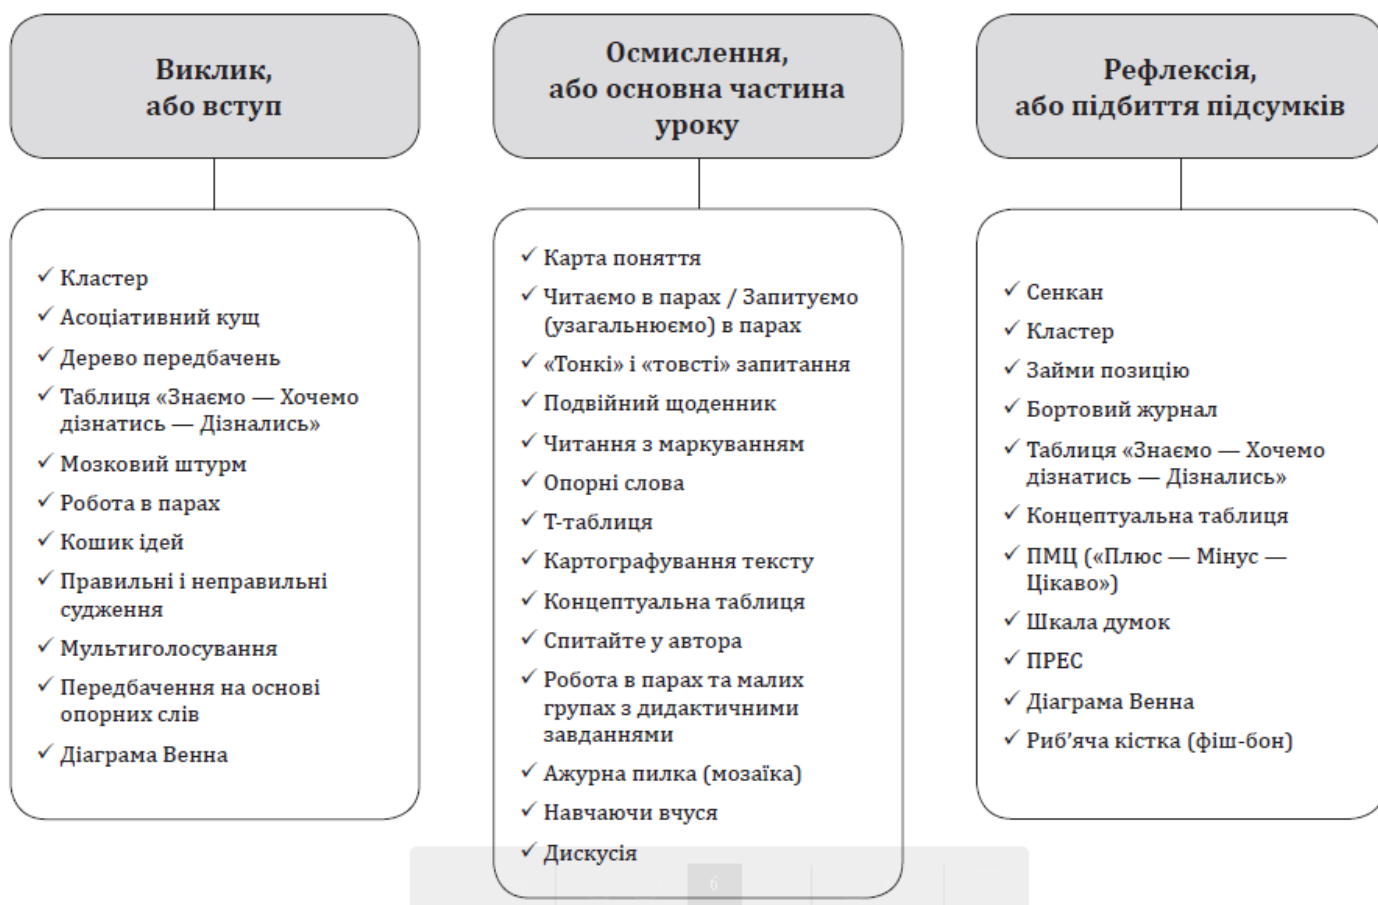 Виклик,
або вступ
✓ Кластер
✓ Асоціативний кущ
✓ Дерево передбачень
✓ Таблиця «Знаємо — Хочемо
дізнатись — Дізнались»
✓ Мозковий штурм
✓ Робота в парах
✓ Кошик ідей
✓ Правильні і неправильні
судження
✓ Мультиголосування
✓ Передбачення на основі
опорних слів
✓ Діаграма Венна
Осмислення,
або основна частина
уроку
✓ Карта поняття
✓ Читаємо в парах / Запитуємо
(узагальнюємо) в парах
✓ «Тонкі» і «товсті» запитання
✓ Подвійний щоденник
✓ Читання з маркуванням
✓ Опорні слова
✓ Т-таблиця
✓ Картографування тексту
✓ Концептуальна таблиця
✓ Спитайте у автора
✓ Робота в парах та малих
групах з дидактичними
завданнями
✓ Ажурна пилка (мозаїка)
✓ Навчаючи вчуся
✓ Дискусія
Рефлексія,
або підбиття підсумків
✓ Сенкан
✓ Кластер
✓ Займи позицію
✓ Бортовий журнал
✓ Таблиця «Знаємо — Хочемо
дізнатись — Дізнались»
✓ Концептуальна таблиця
✓ ПМЦ («Плюс — Мінус —
Цікаво»)
✓ Шкала думок
✓ ПРЕС
✓ Діаграма Венна
✓ Риб’яча кістка (фіш-бон)
6